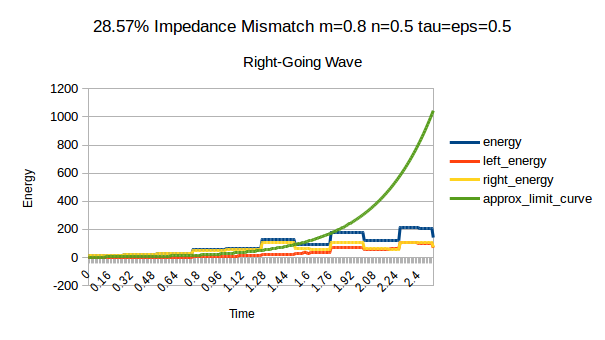 28.57% Impedance Mismatch m=0.8 n=0.5 tau=eps=0.5
Right-Going Wave
1200
1000
800
600
400
200
0
-200
Energy
0 0.16 0.32 0.48 0.64 0.8 0.96 1.12 1.28 1.44 1.6 1.76 1.92 2.08 2.24 2.4
Time
energy
left_energy
right_energy
approx_limit_curve